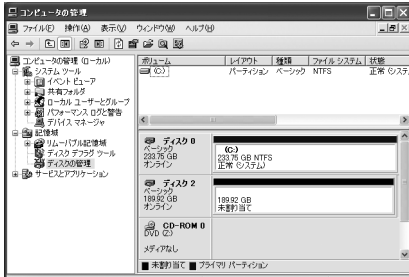 コンピュータの管理
ファイル(F) 操作(A) 表示(V) ウィンドウ(W) ヘルプ(H)
コンピュータの管理 (ローカル)
システム ツール
イベント ビューア
共有フォルダ
ローカル ユーザーとグループ
パフォーマンス ログと警告
デバイス マネージャ
記憶域
リムーバブル記憶域
ディスク デフラグ ツール
ディスクの管理
サービスとアプリケーション
ボリューム レイアウト 種類 ファイル システム 状態
(C:) パーティション ベーシック NTFS 正常 (システ
ディスク 0
ベーシック
233.75 GB
オンライン
(C:)
233.75 GB NTFS
正常 (システム)
ディスク 2
ベーシック
189.92 GB
オンライン
189.92 GB
未割り当て
CD-ROM 0
DVD (Z:)
メディアなし
未割り当て プライマリ パーティション